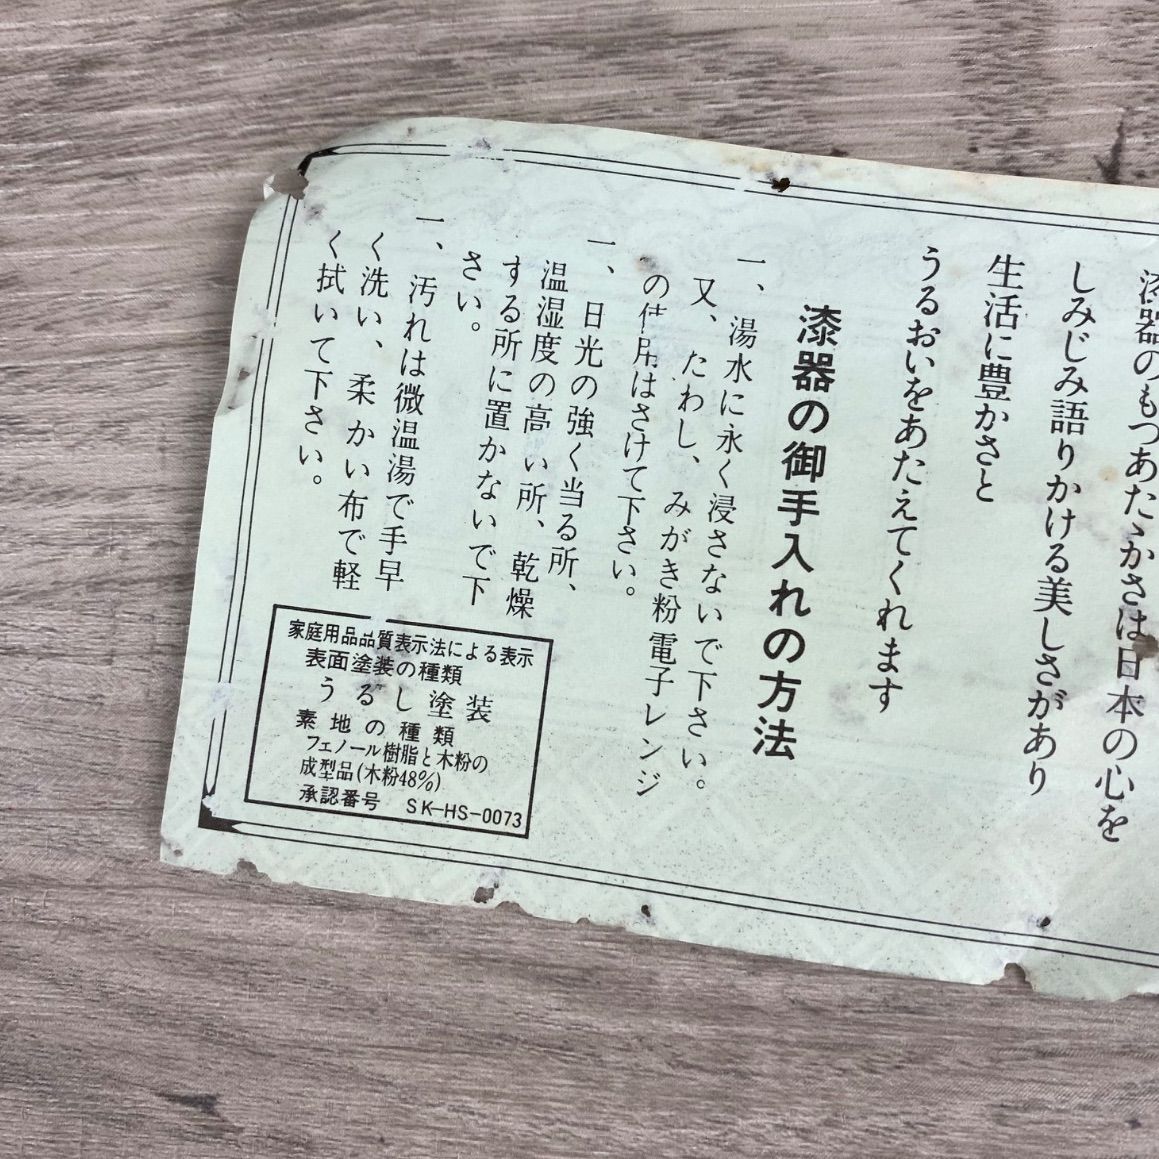 漆器のもつあたゝかさは日本の心を
しみじみ語りかける美しさがあり
生活に豊かさと
うるおいをあたえてくれます
漆器の御手入れの方法
一、湯水に永く浸さないで下さい。
又、たわし、みがき粉電子レンジ
の使用はさけて下さい。
一、日光の強く当る所、
温湿度の高い所、乾燥
する所に置かないで下
さい。
一、汚れは微温湯で手早
く洗い、柔かい布で軽
く拭いて下さい。
家庭用品品質表示法による表示
表面塗装の種類
うるし塗装
素地の種類
フェノール樹脂と木粉の
成型品(木粉48%)
承認番号 SK-HS-0073